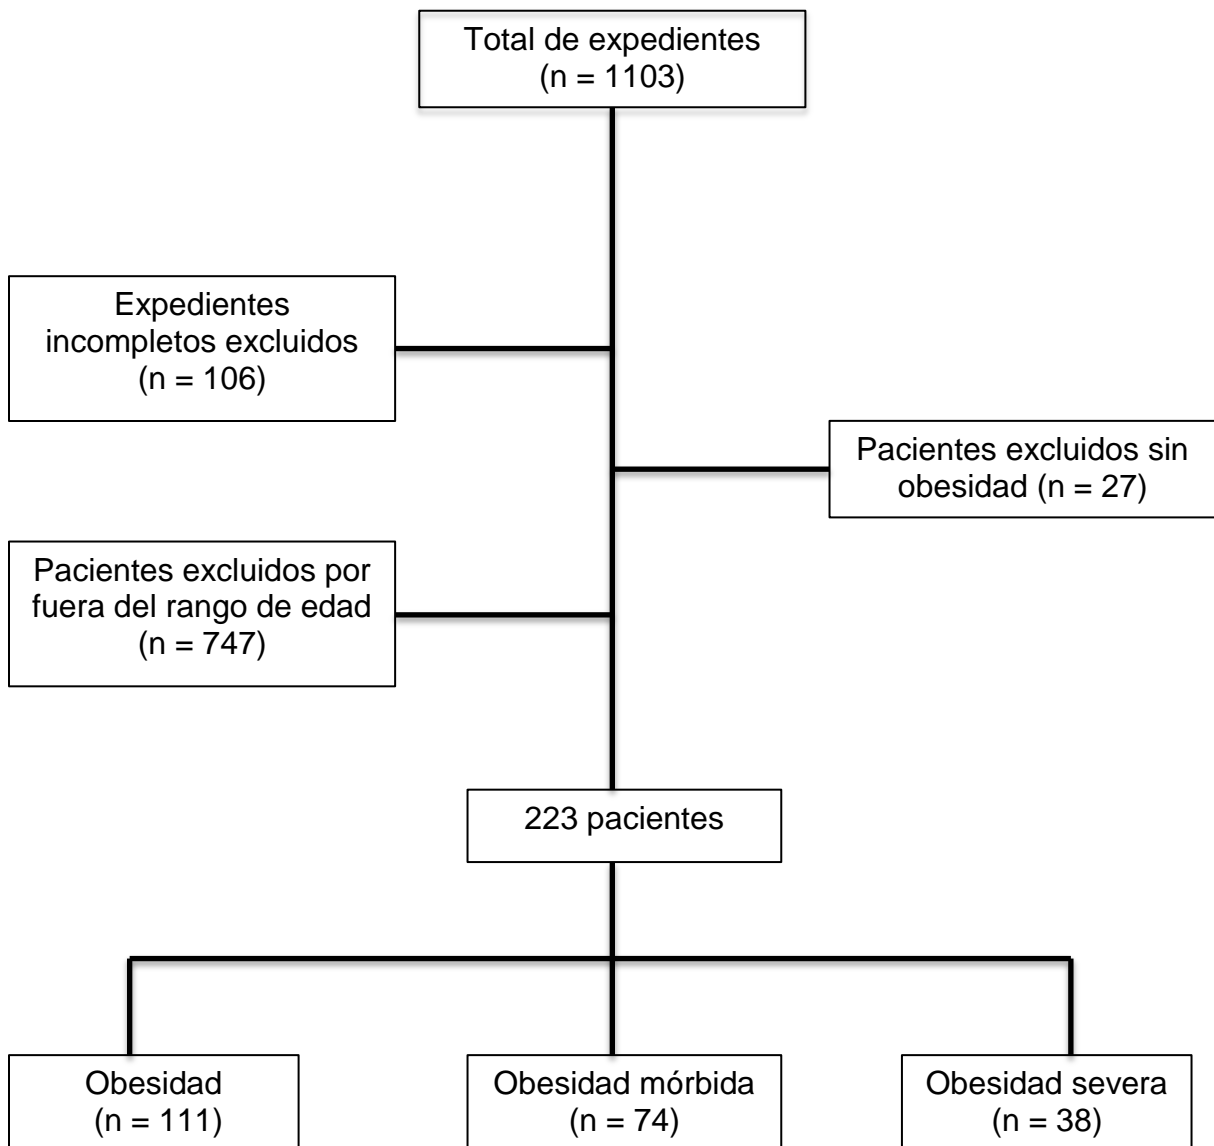 Total de expedientes
(n = 1103)
Expedientes
incompletos excluidos
(n = 106)
Pacientes excluidos sin
obesidad (n = 27)
Pacientes excluidos por
fuera del rango de edad
(n = 747)
223 pacientes
Obesidad
(n = 111)
Obesidad mórbida
(n = 74)
Obesidad severa
(n = 38)